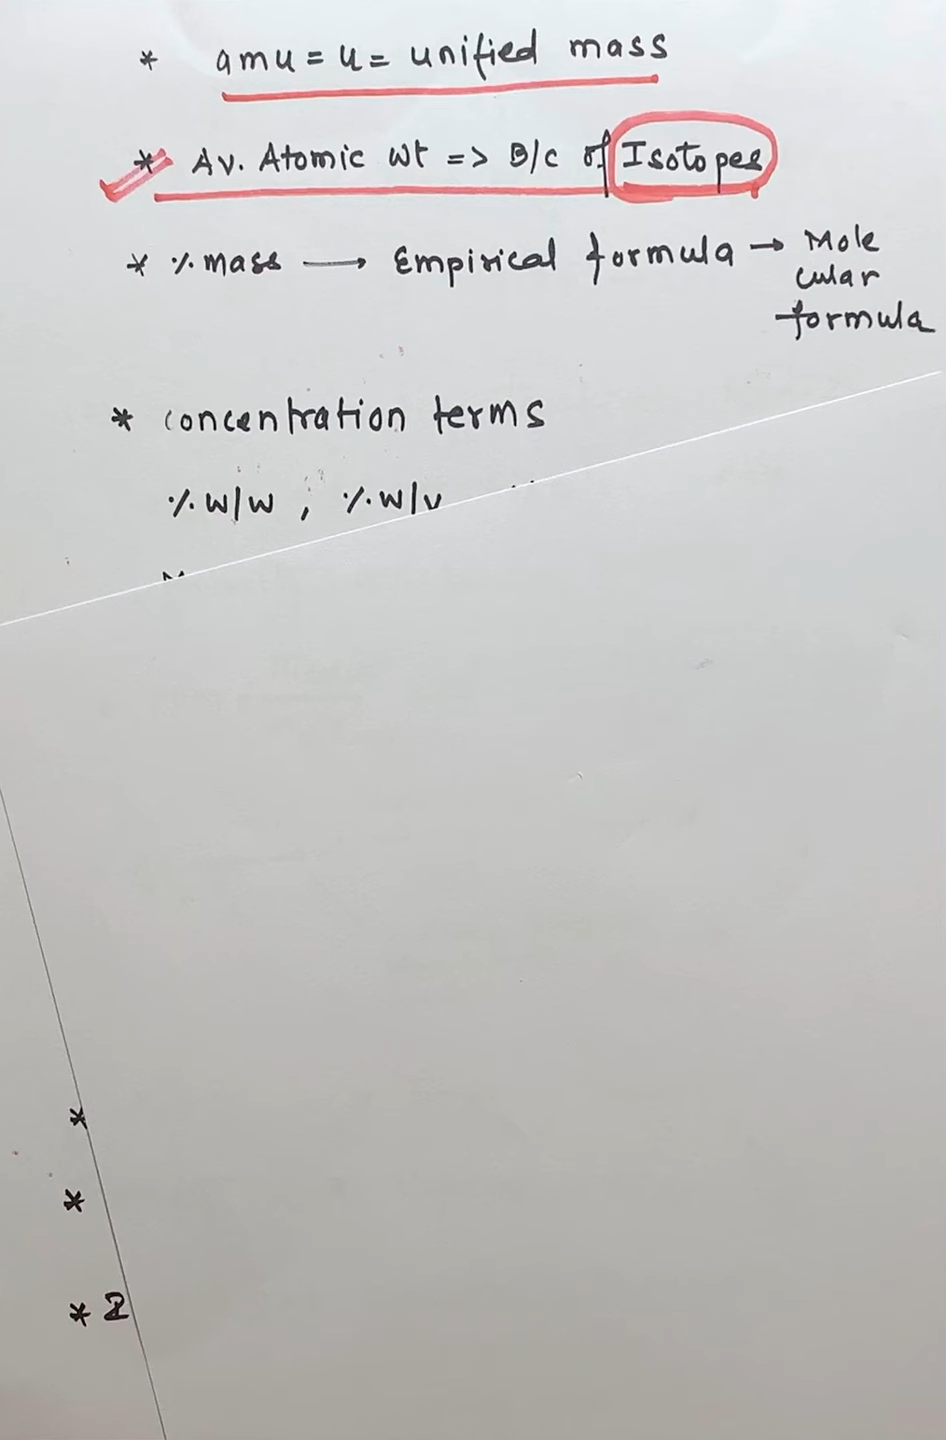 * amu = u = unified mass
* Av. Atomic wt => B/c of Isotopes
* % mass → Empirical formula → Mole
cular
formula
* concentration terms
% w/w , % w/v
*
*
* 2